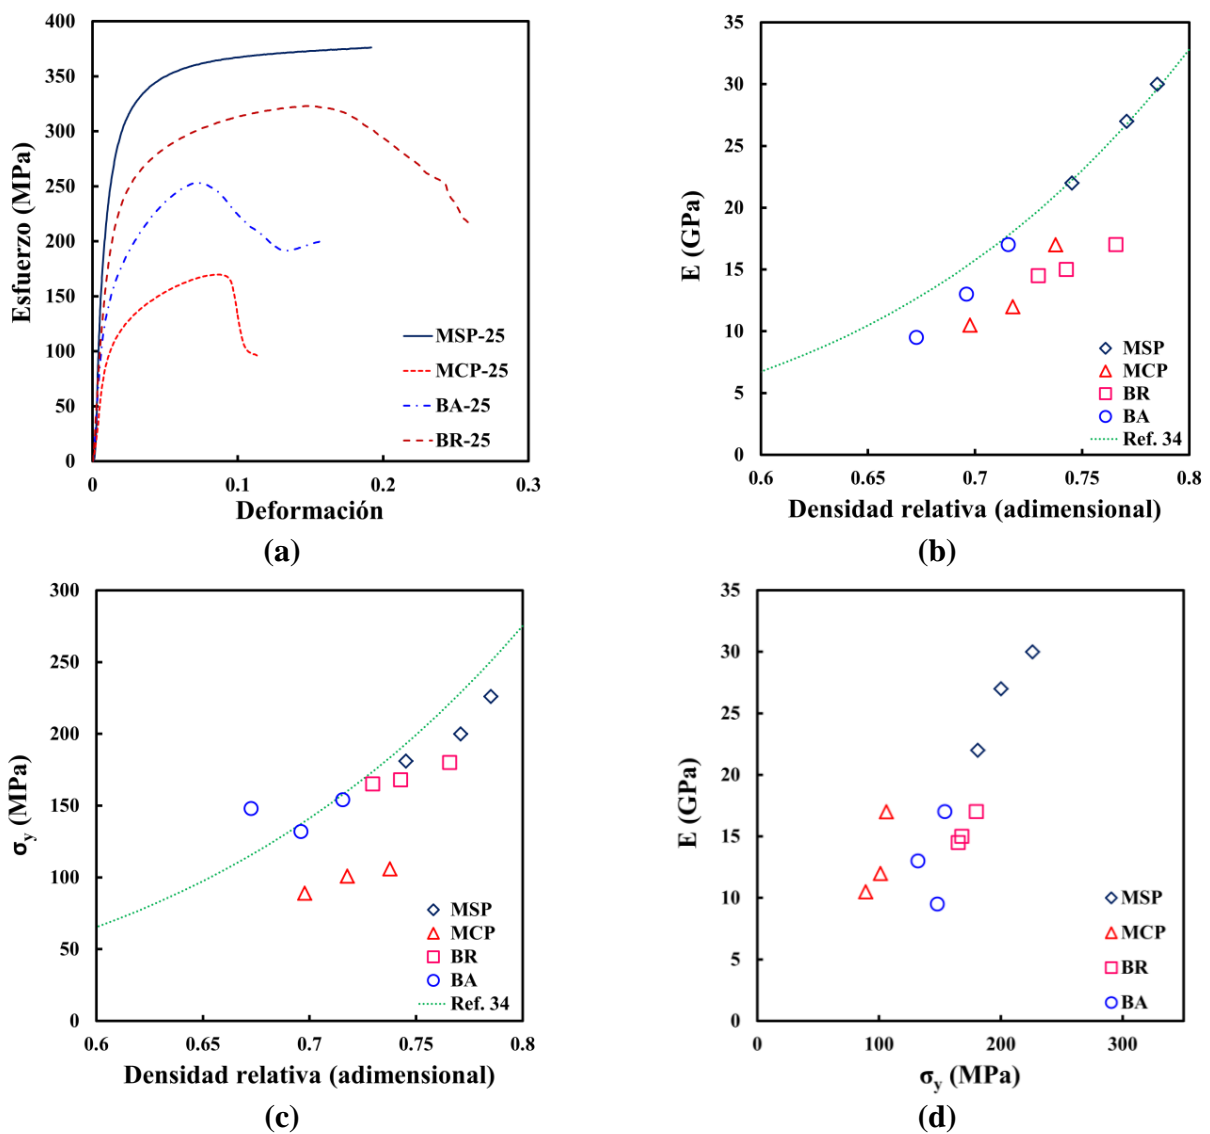 400
350
300
250
200
150
100
50
0
0
0.1
0.2
0.3
Esfuerzo (MPa)
Deformación
MSP-25
MCP-25
BA-25
BR-25
(a)
35
30
25
20
15
10
5
0
0.6
0.65
0.7
0.75
0.8
E (GPa)
Densidad relativa (adimensional)
MSP
MCP
BR
BA
Ref. 34
(b)
300
250
200
150
100
50
0
0.6
0.65
0.7
0.75
0.8
σy (MPa)
Densidad relativa (adimensional)
MSP
MCP
BR
BA
Ref. 34
(c)
35
30
25
20
15
10
5
0
0
100
200
300
E (GPa)
σy (MPa)
MSP
MCP
BR
BA
(d)